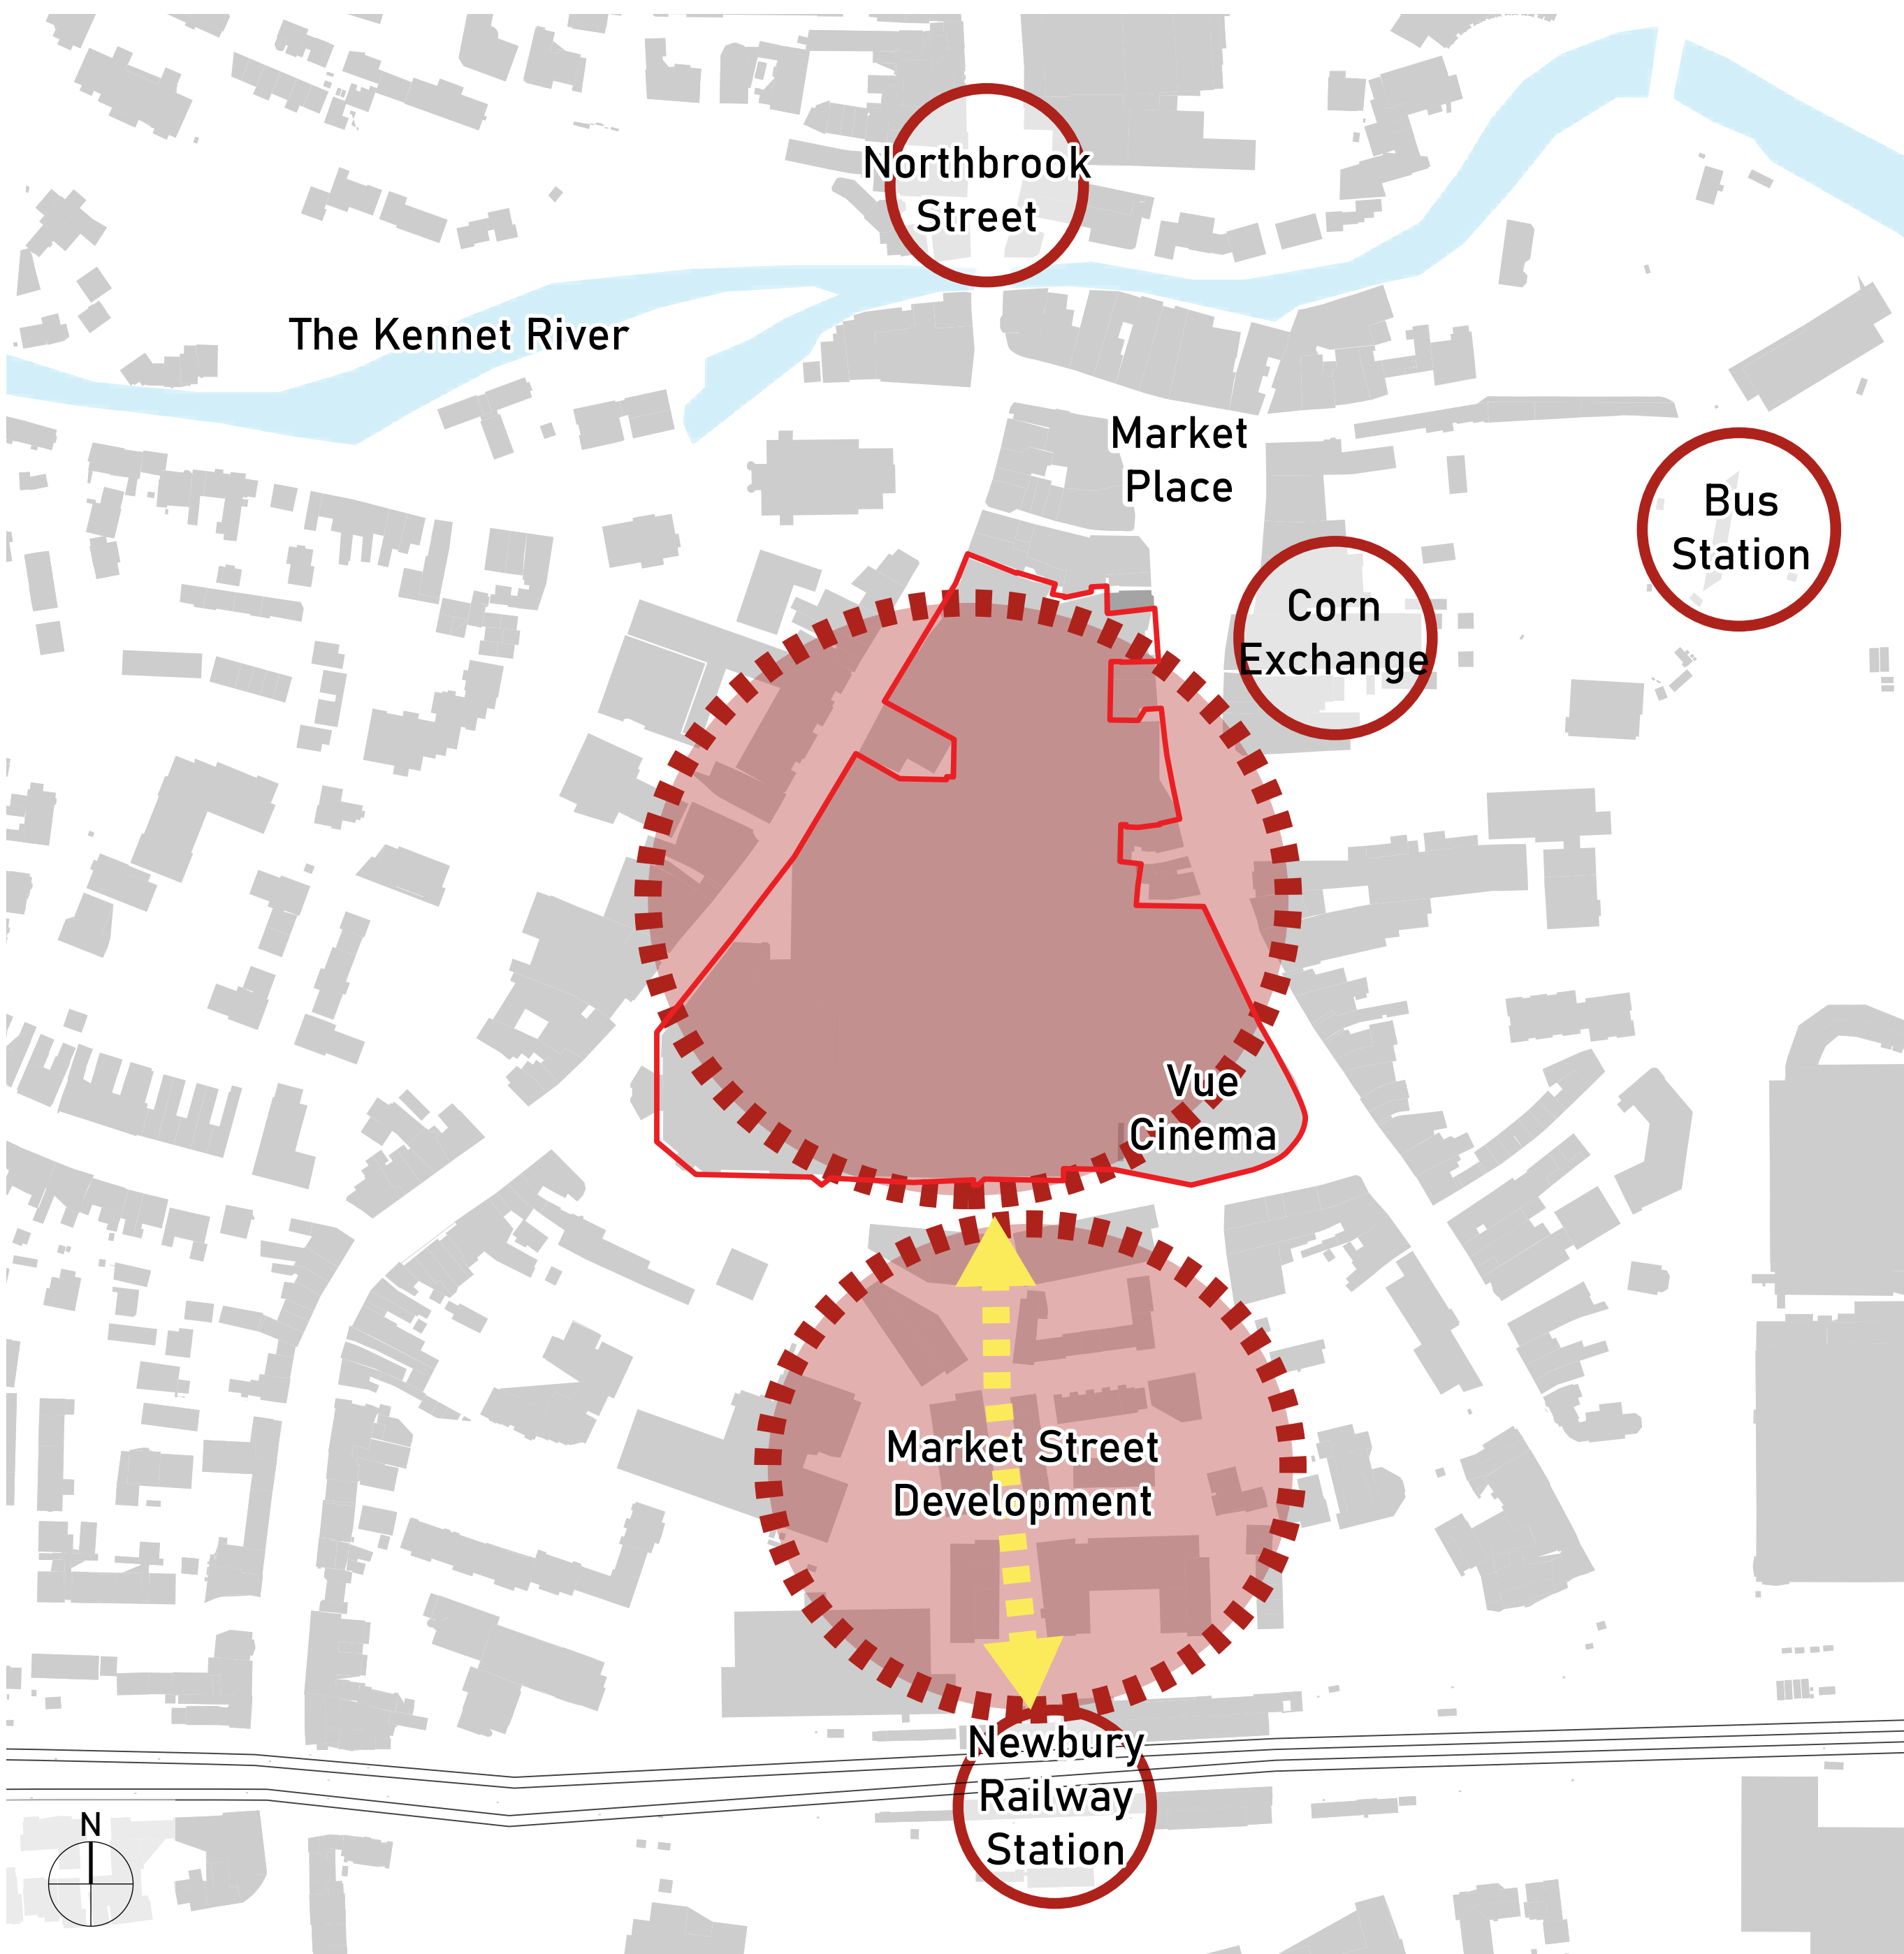 Northbrook
Street
The Kennet River
Market
Place
Bus
Station
Corn
Exchange
Vue
Cinema
Market Street
Development
Newbury
Railway
Station
N